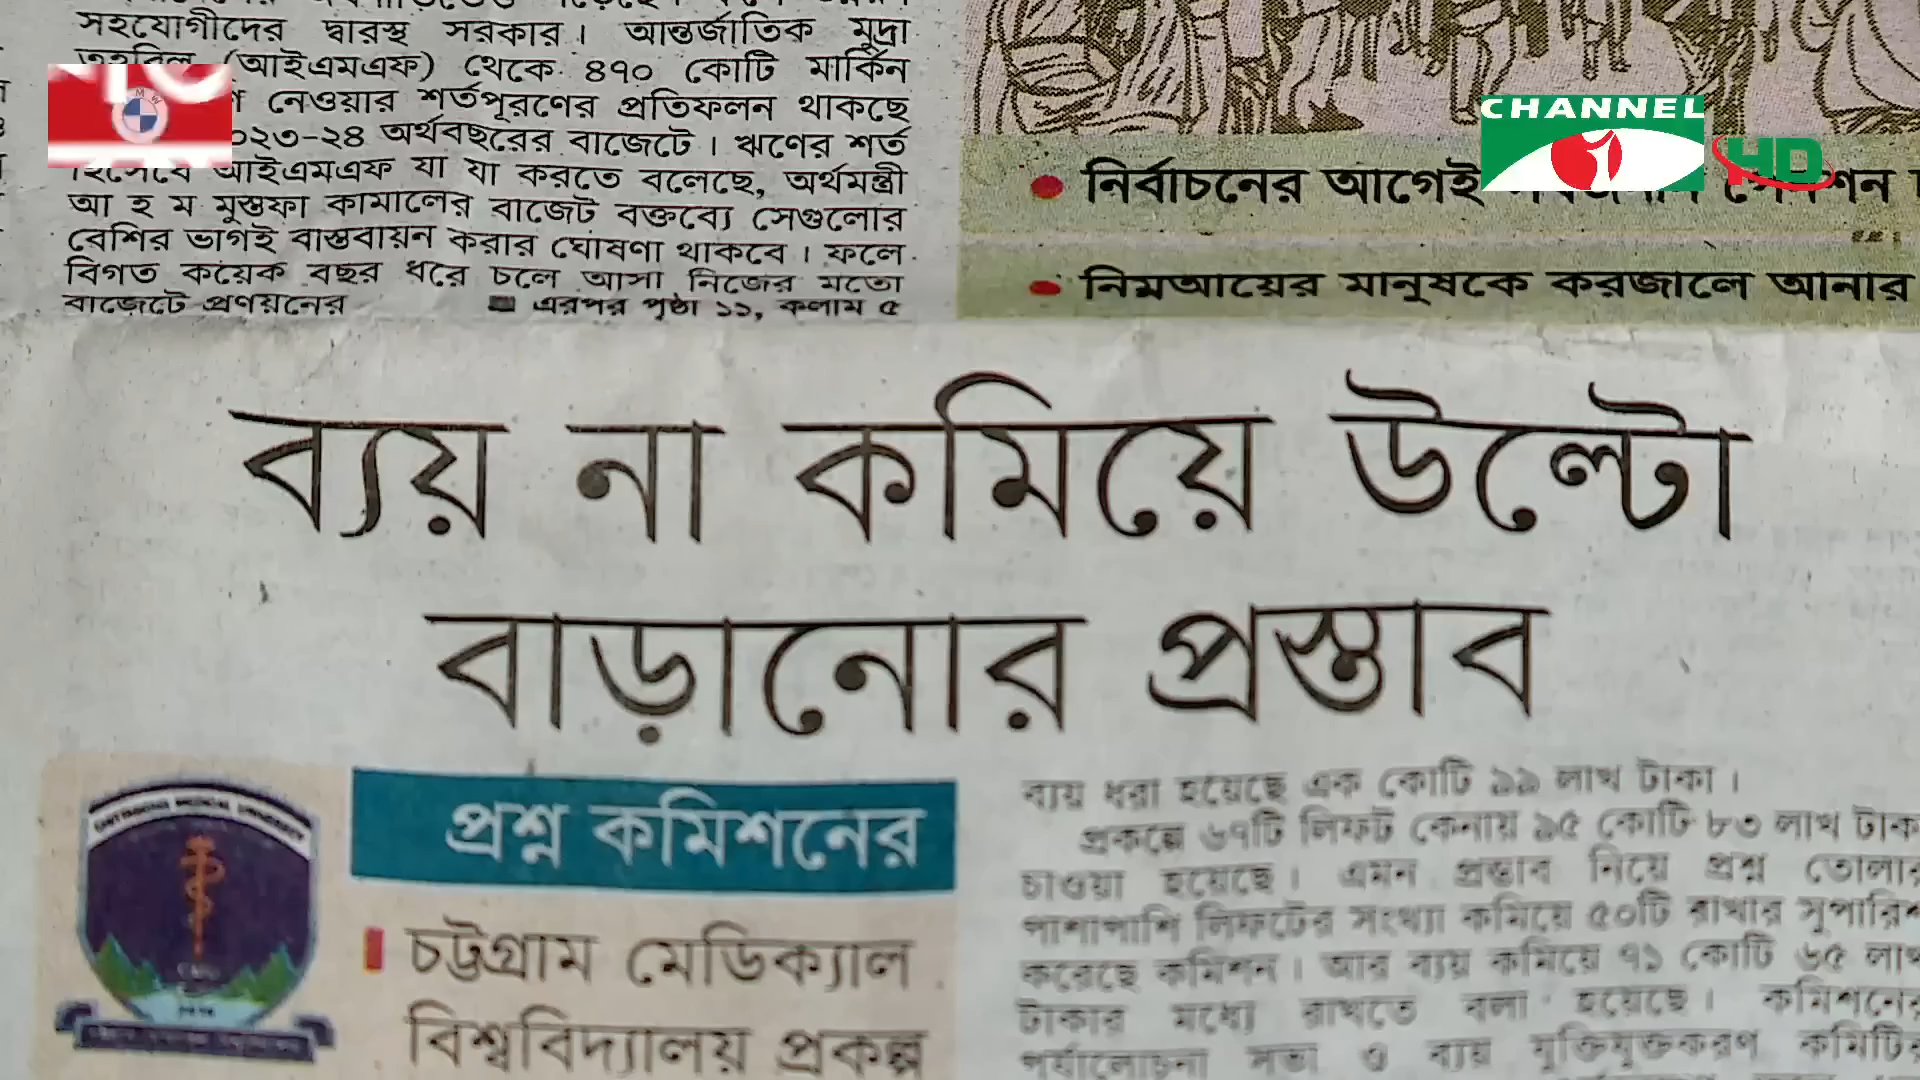 সহযোগীদের দ্বারস্থ সরকার। আন্তর্জাতিক মুদ্রা
তহবিল (আইএমএফ) থেকে ৪৭০ কোটি মার্কিন
নেওয়ার শর্তপূরণের প্রতিফলন থাকছে
২০২৩-২৪ অর্থবছরের বাজেটে। ঋণের শর্ত
হিসেবে আইএমএফ যা যা করতে বলেছে, অর্থমন্ত্রী
আ হ ম মুস্তফা কামালের বাজেট বক্তব্যে সেগুলোর
বেশির ভাগই বাস্তবায়ন করার ঘোষণা থাকবে। ফলে
বিগত কয়েক বছর ধরে চলে আসা নিজের মতো
বাজেটে প্রণয়নের ■ এরপর পৃষ্ঠা ১১, কলাম ৫
CHANNEL i HD
• নির্বাচনের আগেই
• নিম্নআয়ের মানুষকে করজালে আনার
ব্যয় না কমিয়ে উল্টো
বাড়ানোর প্রস্তাব
প্রশ্ন কমিশনের
চট্টগ্রাম মেডিক্যাল
বিশ্ববিদ্যালয় প্রকল্প
ব্যয় ধরা হয়েছে এক কোটি ৯৯ লাখ টাকা।
প্রকল্পে ৬৭টি লিফট কেনায় ৯৫ কোটি ৮৩ লাখ
চাওয়া হয়েছে। এমন প্রস্তাব নিয়ে প্রশ্ন তোলার
পাশাপাশি লিফটের সংখ্যা কমিয়ে ৫০টি রাখার সুপারিশ
করেছে কমিশন। আর ব্যয় কমিয়ে ৭১ কোটি ৬৫ লাখ
টাকার মধ্যে রাখতে বলা হয়েছে। কমিশনের
পর্যালোচনা সভা ও ব্যয় যুক্তিযুক্তকরণ কমিটির